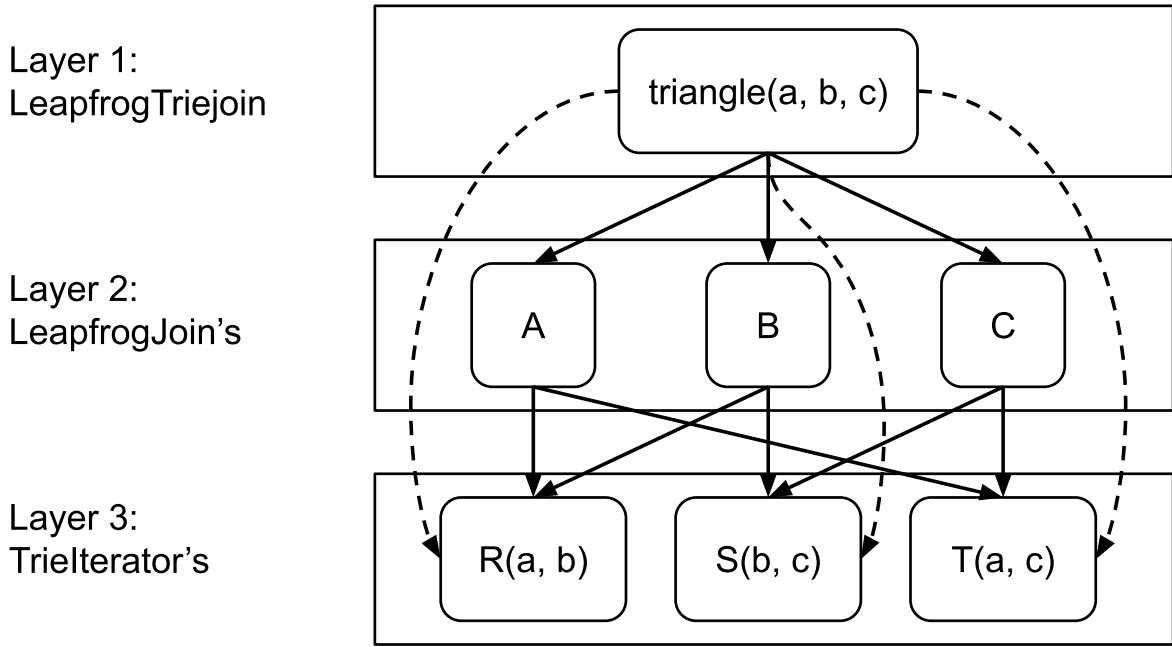 Layer 1:
LeapfrogTriejoin
triangle(a, b, c)
Layer 2:
LeapfrogJoin’s
A
B
C
Layer 3:
TrieIterator’s
R(a, b)
S(b, c)
T(a, c)